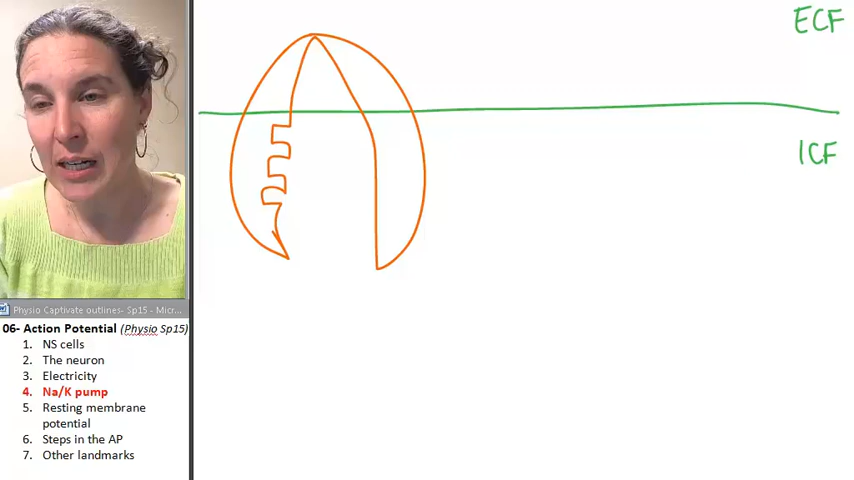 ECF
ICF
Physio Captivate outlines- Sp15 - Micr...
06- Action Potential (Physio Sp15)
1. NS cells
2. The neuron
3. Electricity
4. Na/K pump
5. Resting membrane
potential
6. Steps in the AP
7. Other landmarks